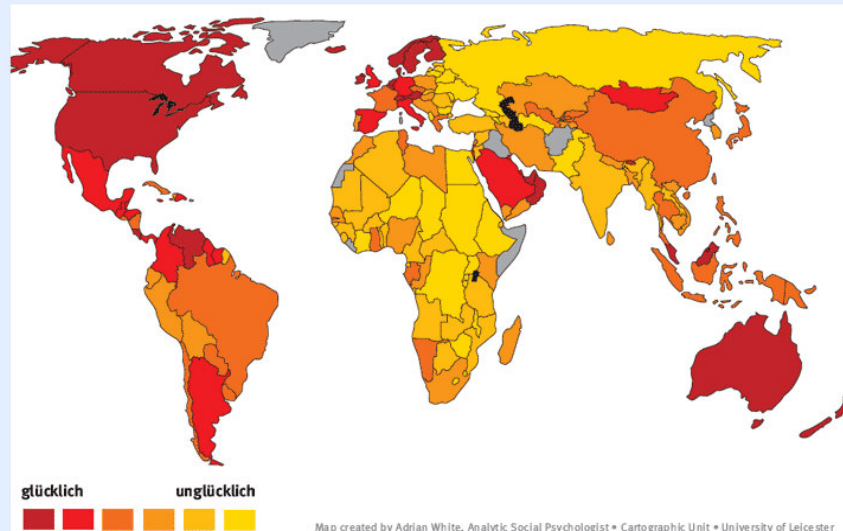 glücklich unglücklich
Map created by Adrian White, Analytic Social Psychologist • Cartographic Unit • University of Leicester